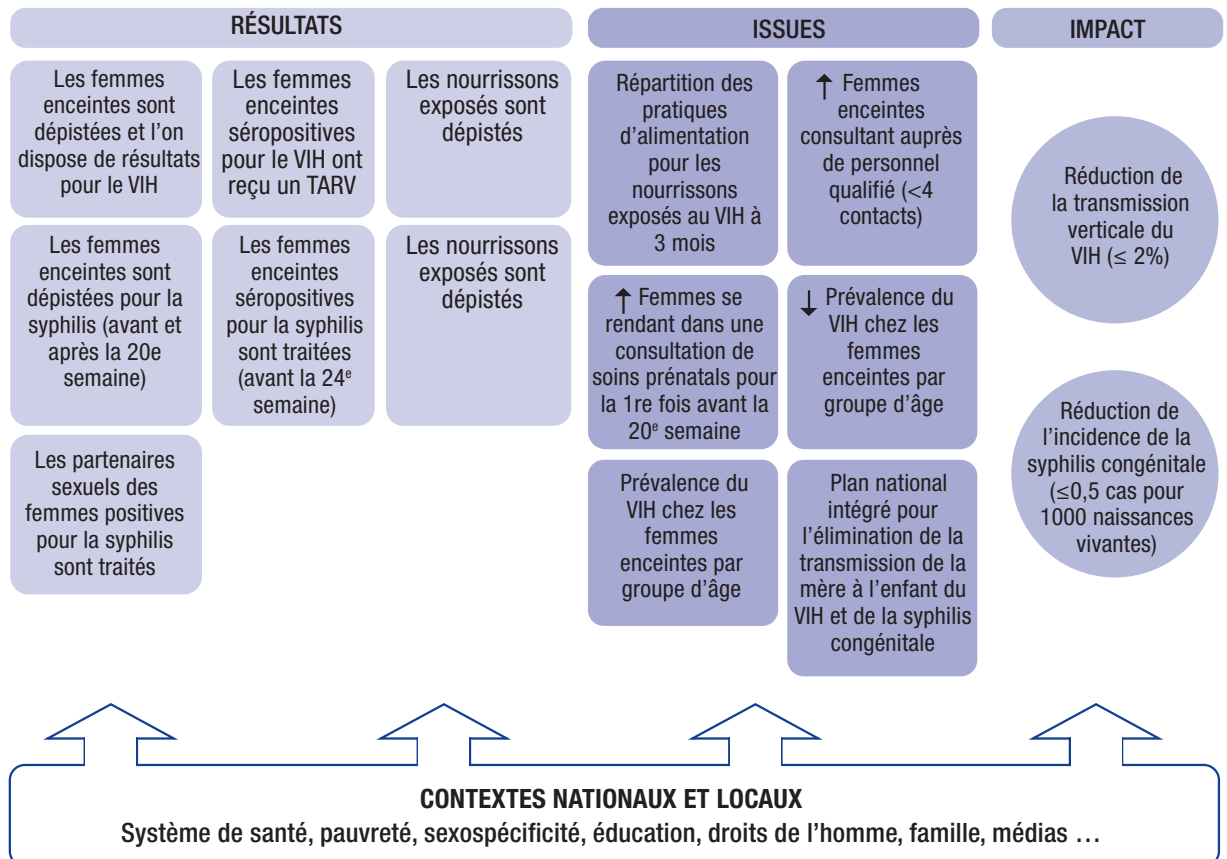 RÉSULTATS
Les femmes
enceintes sont
dépistées et l'on
dispose de résultats
pour le VIH
Les femmes
enceintes
séropositives
pour le VIH ont
reçu un TARV
Les nourrissons
exposés sont
dépistés
Les femmes
enceintes sont
dépistées pour la
syphilis (avant et
après la 20e
semaine)
Les femmes
enceintes
séropositives
pour la syphilis
sont traitées
(avant la 24e
semaine)
Les nourrissons
exposés sont
dépistés
Les partenaires
sexuels des
femmes positives
pour la syphilis
sont traités
ISSUES
Répartition des
pratiques
d'alimentation
pour les
nourrissons
exposés au VIH à
3 mois
↑ Femmes
enceintes
consultant auprès
de personnel
qualifié (<4
contacts)
↑ Femmes se
rendant dans une
consultation de
soins prénatals pour
la 1re fois avant la
20e semaine
↓ Prévalence du
VIH chez les
femmes
enceintes par
groupe d'âge
Prévalence du
VIH chez les
femmes
enceintes par
groupe d'âge
Plan national
intégré pour
l'élimination de la
transmission de la
mère à l'enfant du
VIH et de la syphilis
congénitale
IMPACT
Réduction de
la transmission
verticale du
VIH (≤ 2%)
Réduction de
l'incidence de la
syphilis congénitale
(≤0,5 cas pour
1000 naissances
vivantes)
CONTEXTES NATIONAUX ET LOCAUX
Système de santé, pauvreté, sexospécificité, éducation, droits de l'homme, famille, médias …